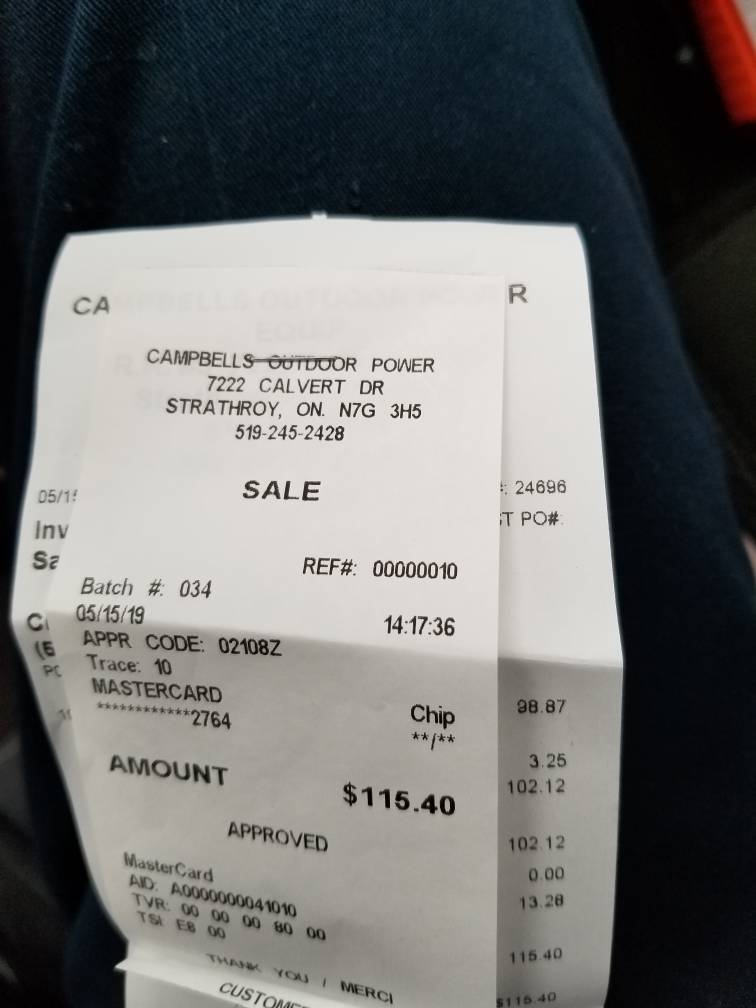 CA
R
CAMPBELLS OUTDOOR POWER
7222 CALVERT DR
STRATHROY, ON. N7G 3H5
519-245-2428
SALE
05/15
: 24696
Inv
T PO#:
Sa
REF#: 00000010
Batch #: 034
05/15/19
14:17:36
APPR CODE: 02108Z
Trace: 10
MASTERCARD
************2764
Chip
**/**
98.87
3.25
102.12
AMOUNT
$115.40
APPROVED
102.12
0.00
13.28
MasterCard
AID: A0000000041010
TVR: 00 00 00 80 00
TSI: E8 00
115.40
THANK YOU / MERCI
$115.40